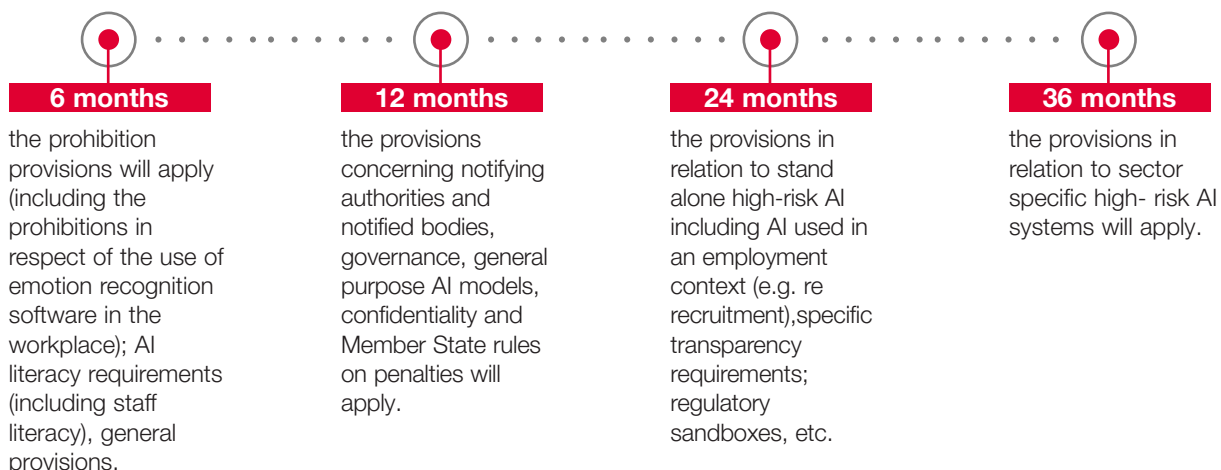 6 months
the prohibition
provisions will apply
(including the
prohibitions in
respect of the use of
emotion recognition
software in the
workplace); AI
literacy requirements
(including staff
literacy), general
provisions.
12 months
the provisions
concerning notifying
authorities and
notified bodies,
governance, general
purpose AI models,
confidentiality and
Member State rules
on penalties will
apply.
24 months
the provisions in
relation to stand
alone high-risk AI
including AI used in
an employment
context (e.g. re
recruitment),specific
transparency
requirements;
regulatory
sandboxes, etc.
36 months
the provisions in
relation to sector
specific high- risk AI
systems will apply.